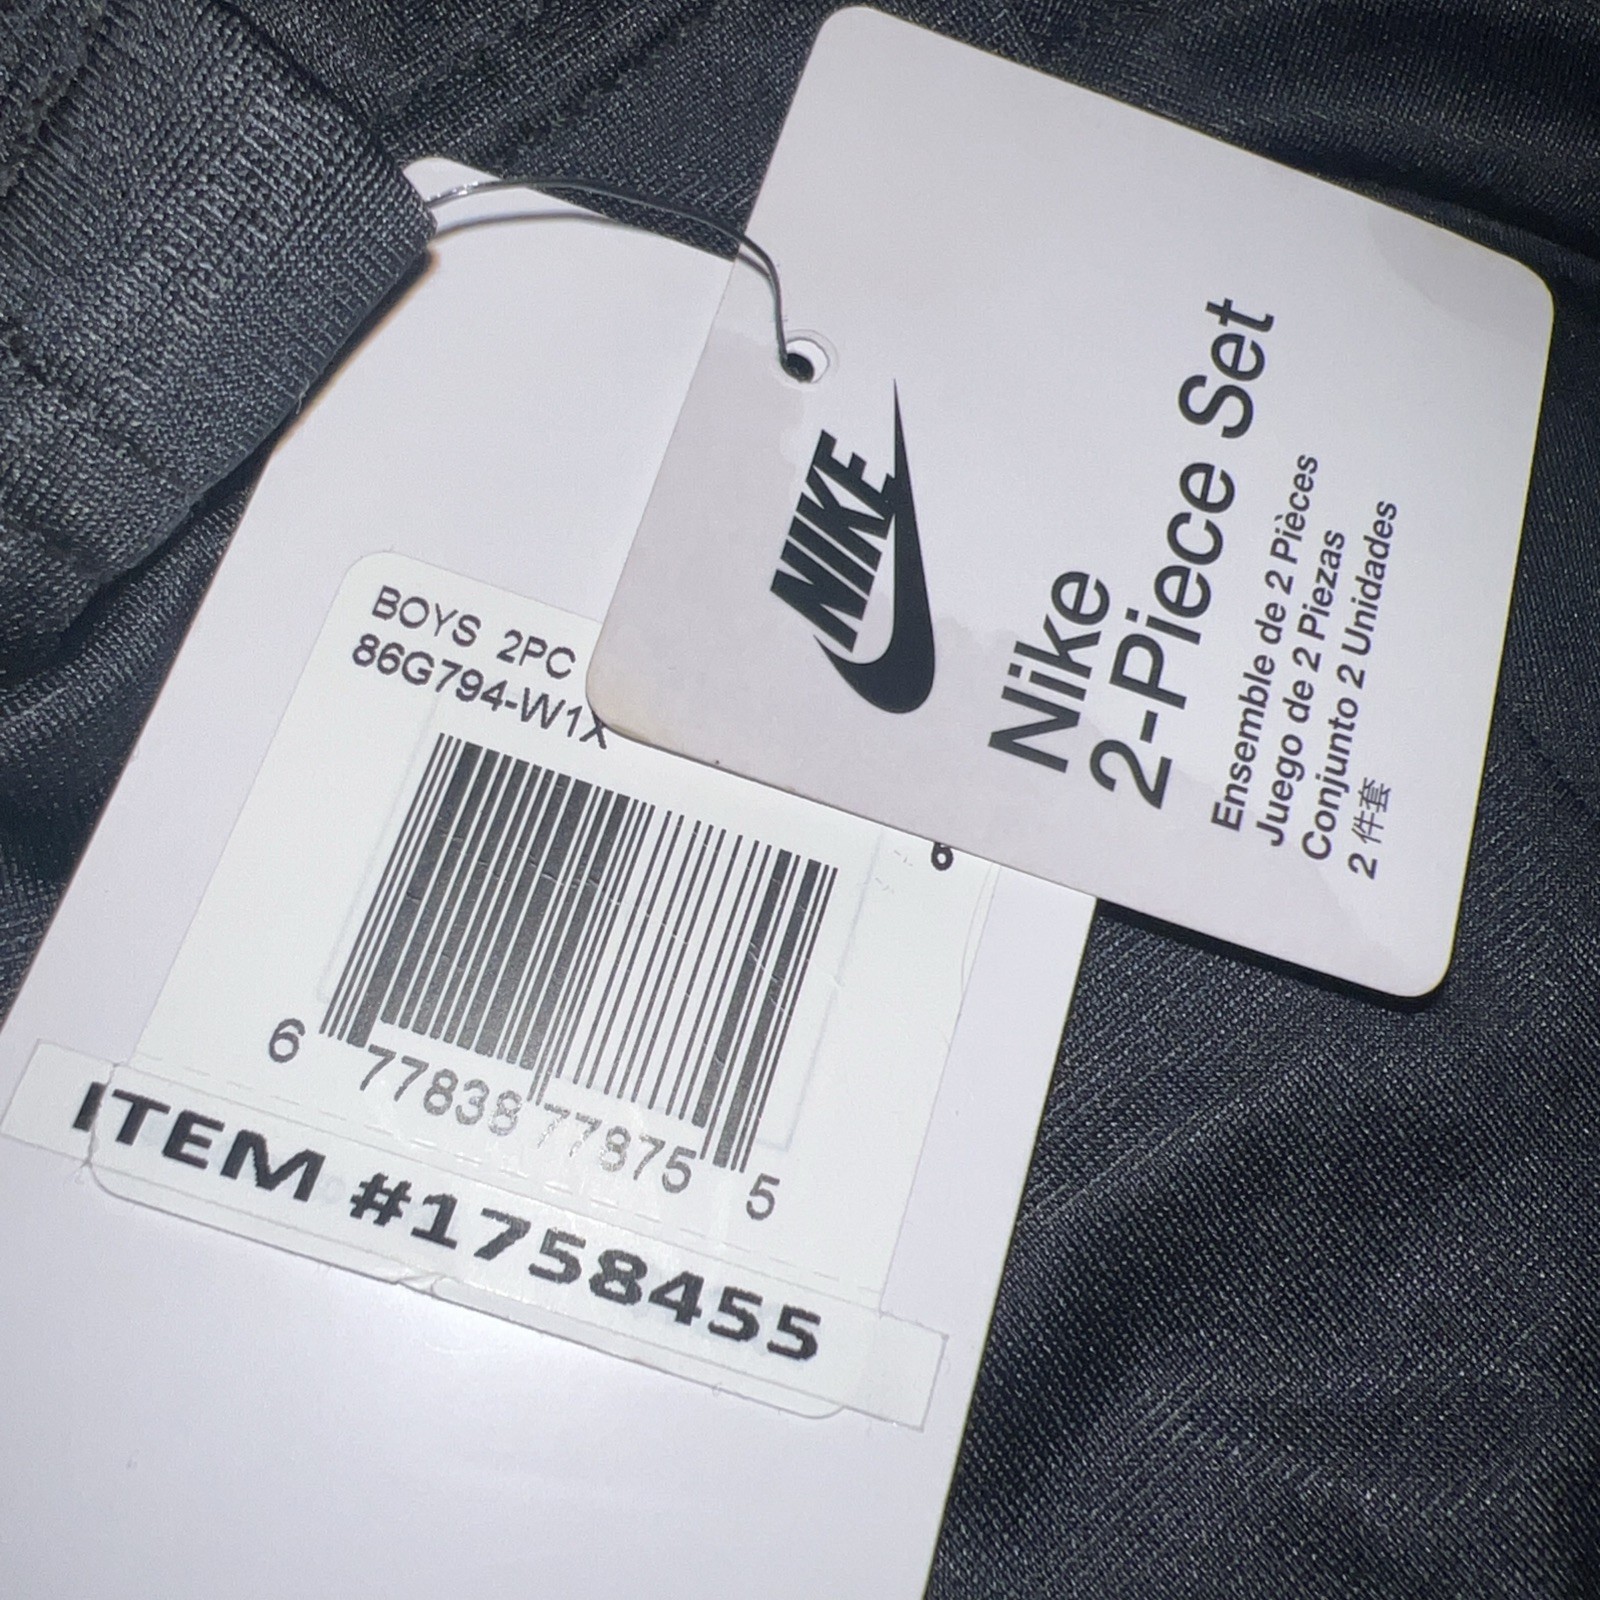 NIKE
Nike
2-Piece Set
Ensemble de 2 Pièces
Juego de 2 Piezas
Conjunto 2 Unidades
2 件套
BOYS 2PC
86G794-W1X
6
6 77838 77875 5
ITEM #1758455